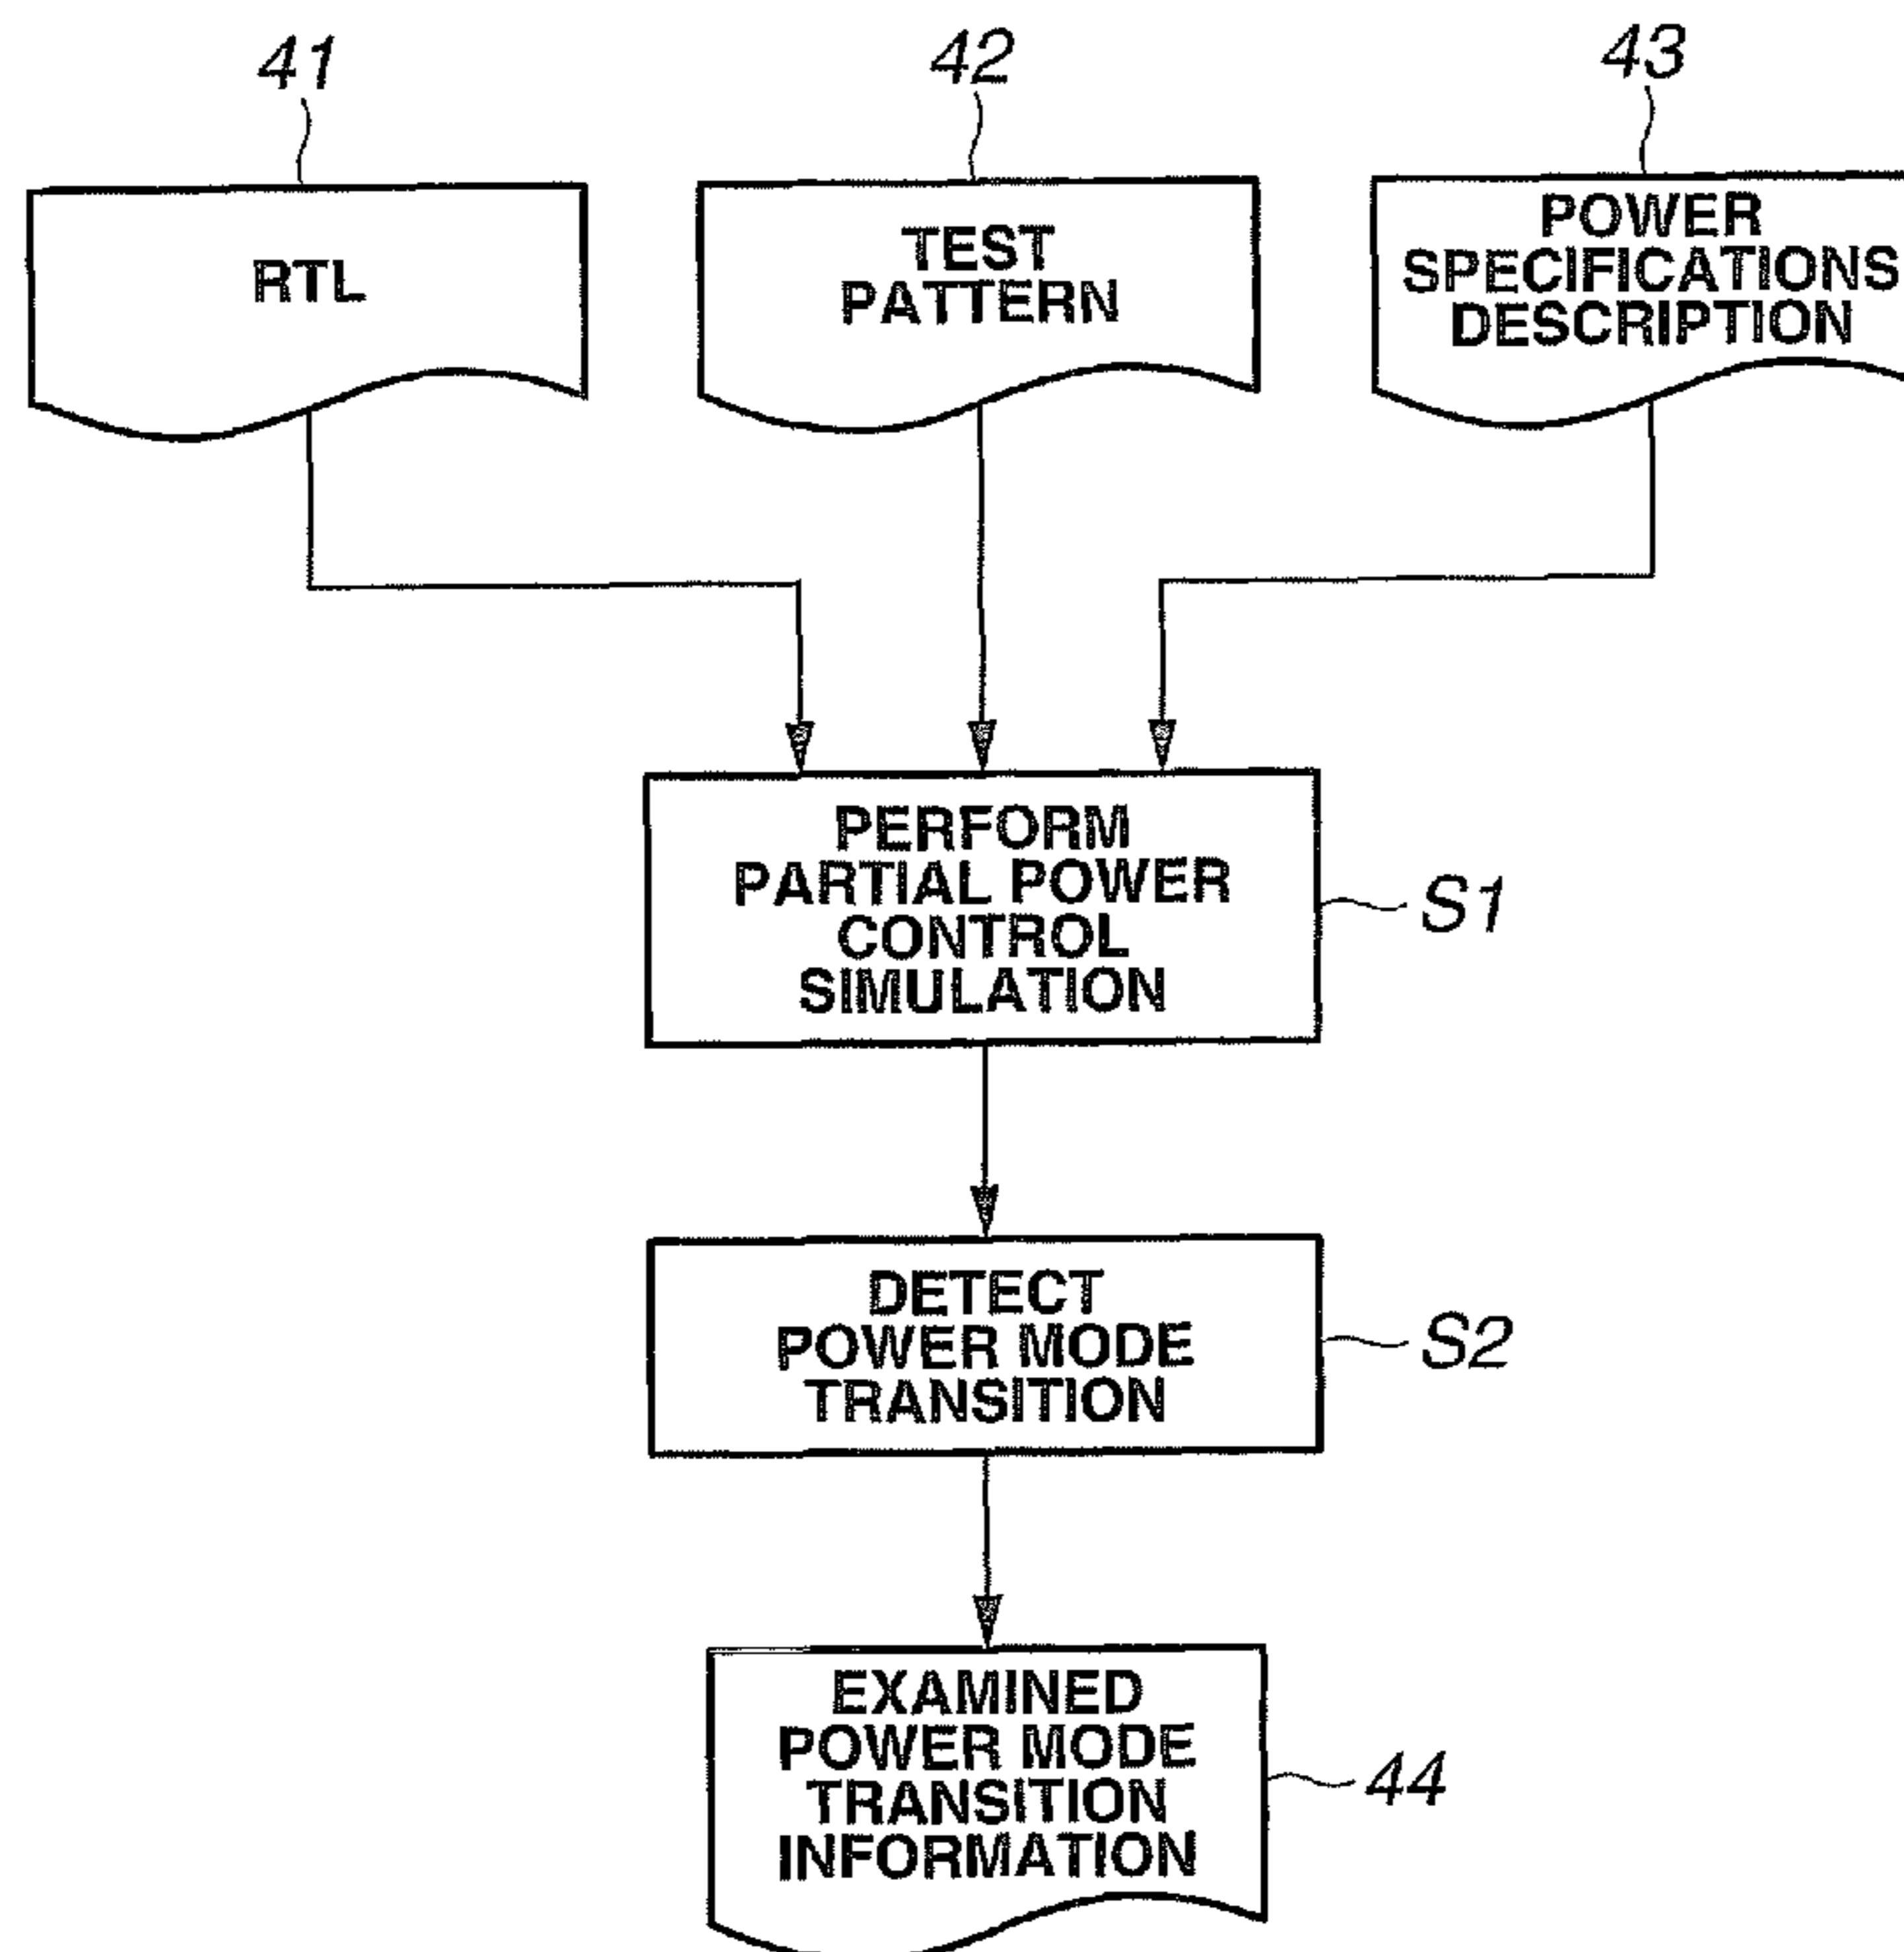 41
42
43
RTL
TEST
PATTERN
POWER
SPECIFICATIONS
DESCRIPTION
PERFORM
PARTIAL POWER
CONTROL
SIMULATION
S1
DETECT
POWER MODE
TRANSITION
S2
EXAMINED
POWER MODE
TRANSITION
INFORMATION
44